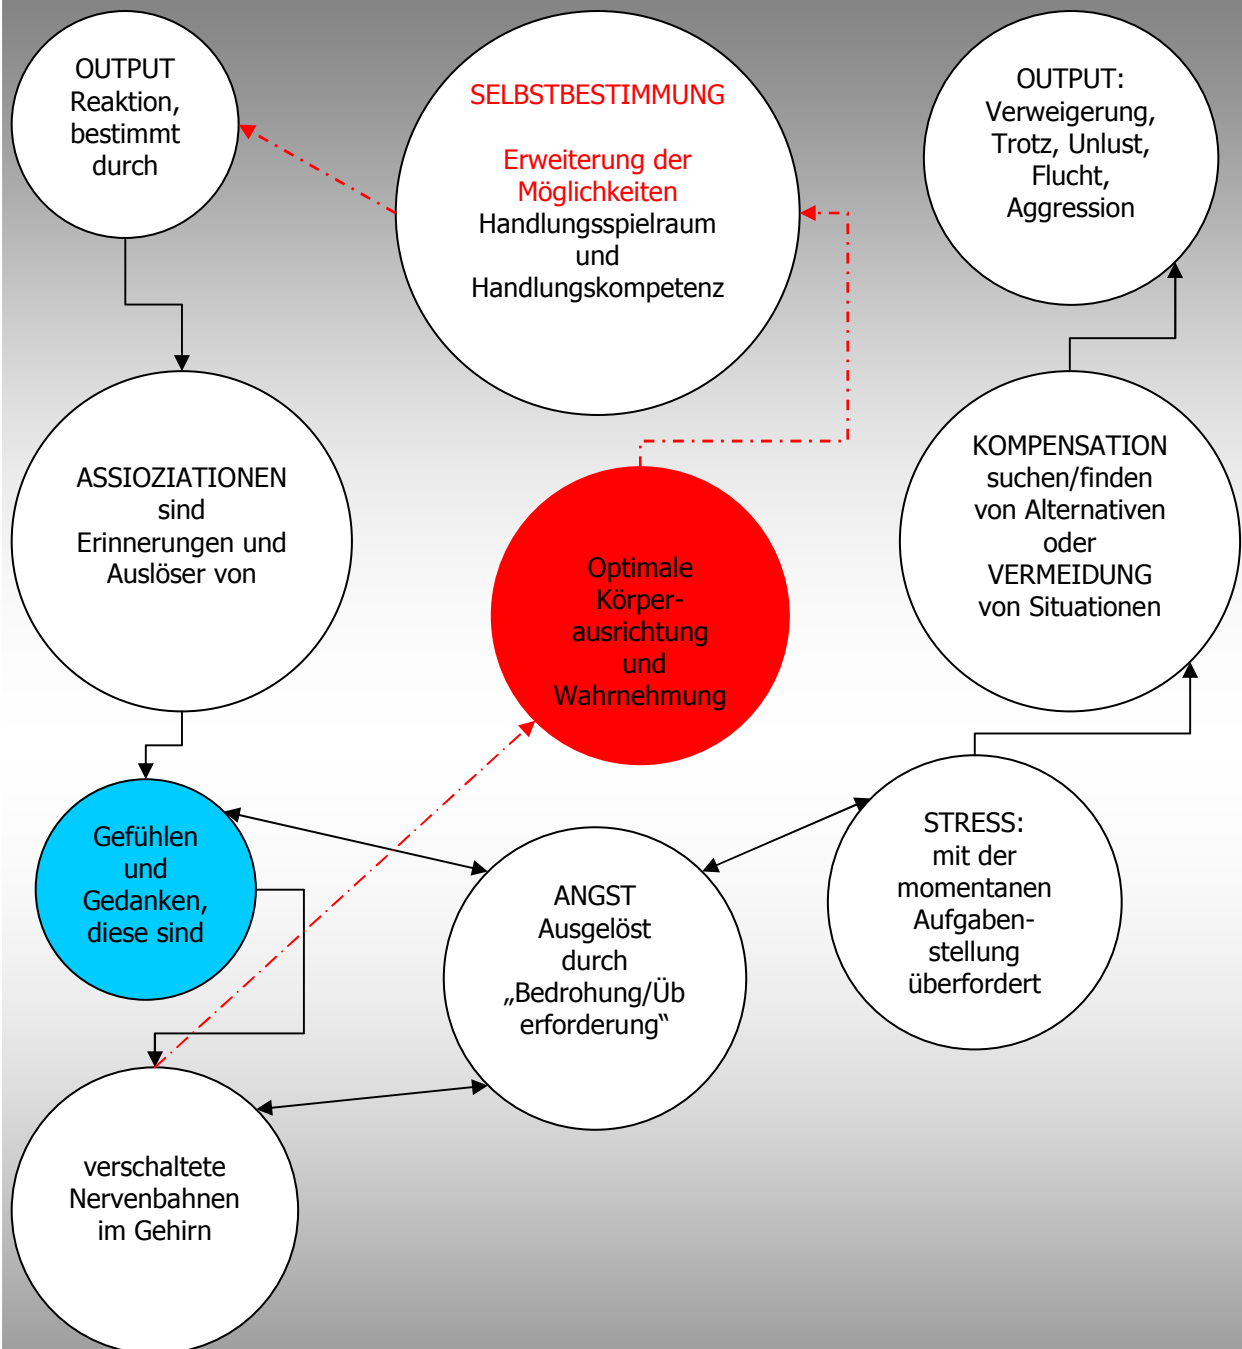 OUTPUT
Reaktion,
bestimmt
durch
SELBSTBESTIMMUNG
Erweiterung der
Möglichkeiten
Handlungsspielraum
und
Handlungskompetenz
OUTPUT:
Verweigerung,
Trotz, Unlust,
Flucht,
Aggression
ASSIOZIATIONEN
sind
Erinnerungen und
Auslöser von
Optimale
Körper-
ausrichtung
und
Wahrnehmung
KOMPENSATION
suchen/finden
von Alternativen
oder
VERMEIDUNG
von Situationen
Gefühlen
und
Gedanken,
diese sind
ANGST
Ausgelöst
durch
„Bedrohung/Üb
erforderung“
STRESS:
mit der
momentanen
Aufgaben-
stellung
überfordert
verschaltete
Nervenbahnen
im Gehirn